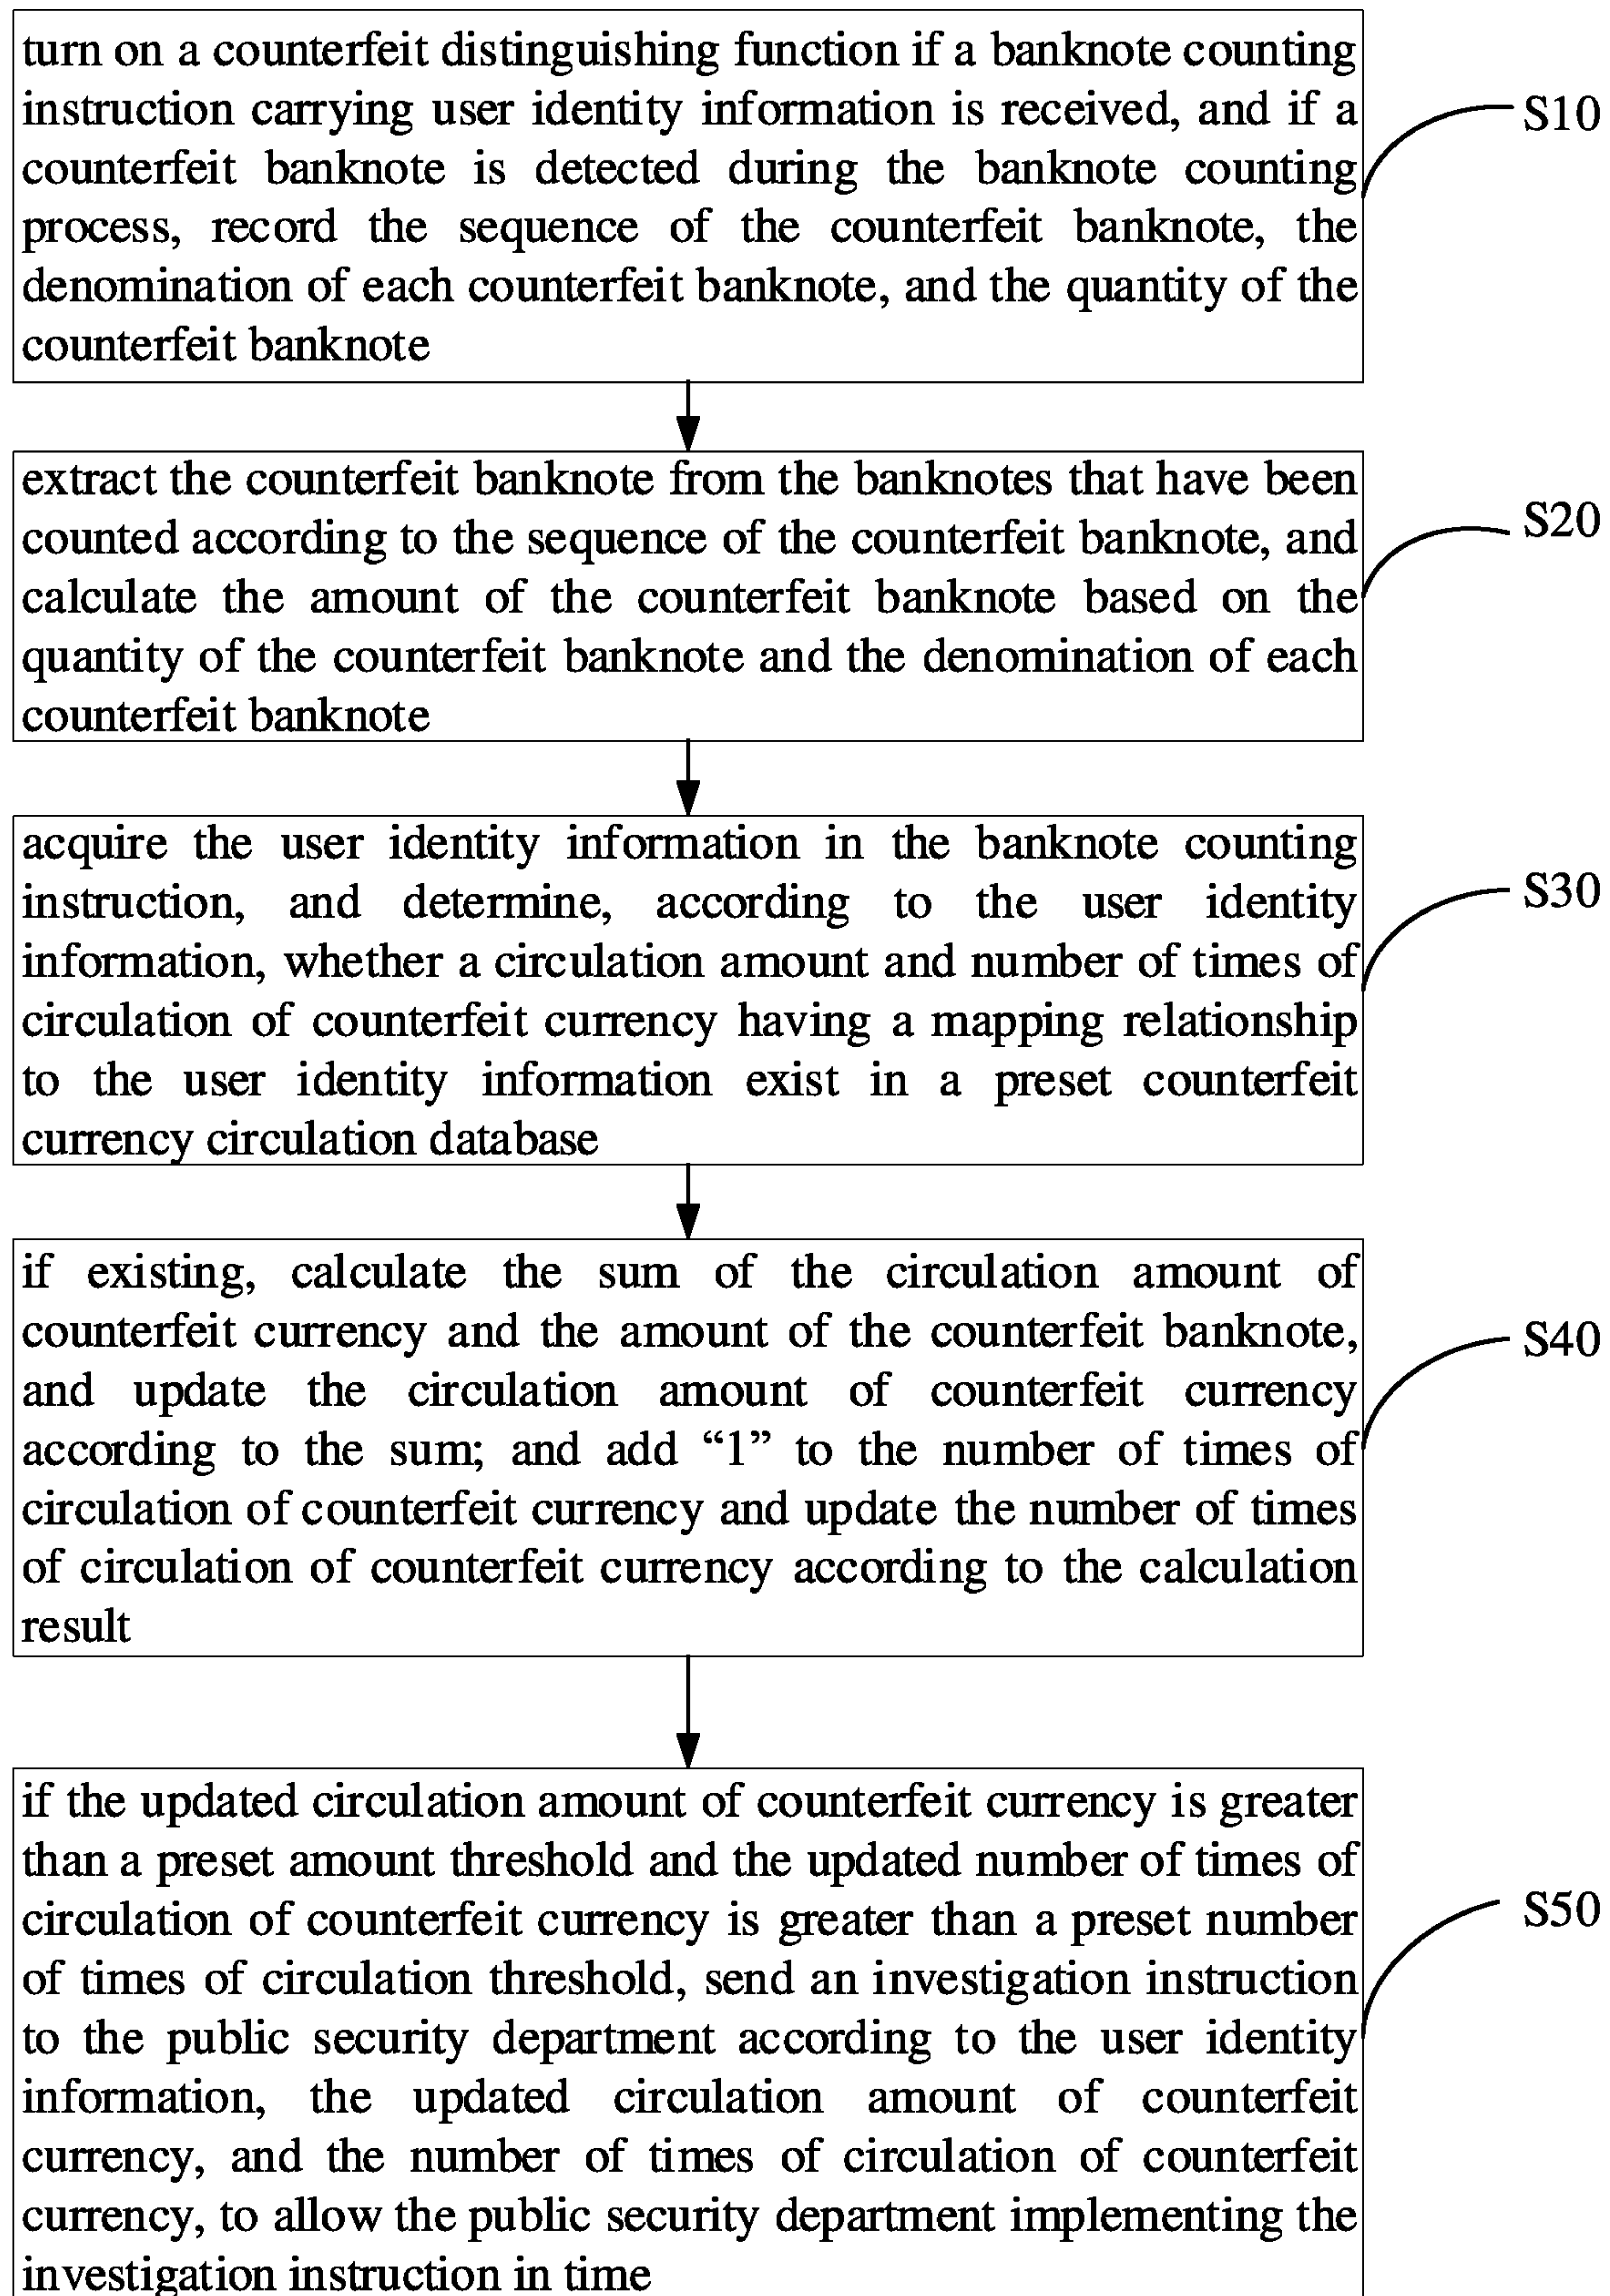 turn on a counterfeit distinguishing function if a banknote counting
instruction carrying user identity information is received, and if a
counterfeit banknote is detected during the banknote counting
process, record the sequence of the counterfeit banknote, the
denomination of each counterfeit banknote, and the quantity of the
counterfeit banknote
S10
extract the counterfeit banknote from the banknotes that have been
counted according to the sequence of the counterfeit banknote, and
calculate the amount of the counterfeit banknote based on the
quantity of the counterfeit banknote and the denomination of each
counterfeit banknote
S20
acquire the user identity information in the banknote counting
instruction, and determine, according to the user identity
information, whether a circulation amount and number of times of
circulation of counterfeit currency having a mapping relationship
to the user identity information exist in a preset counterfeit
currency circulation database
S30
if existing, calculate the sum of the circulation amount of
counterfeit currency and the amount of the counterfeit banknote,
and update the circulation amount of counterfeit currency
according to the sum; and add “1” to the number of times of
circulation of counterfeit currency and update the number of times
of circulation of counterfeit currency according to the calculation
result
S40
if the updated circulation amount of counterfeit currency is greater
than a preset amount threshold and the updated number of times of
circulation of counterfeit currency is greater than a preset number
of times of circulation threshold, send an investigation instruction
to the public security department according to the user identity
information, the updated circulation amount of counterfeit
currency, and the number of times of circulation of counterfeit
currency, to allow the public security department implementing the
investigation instruction in time
S50